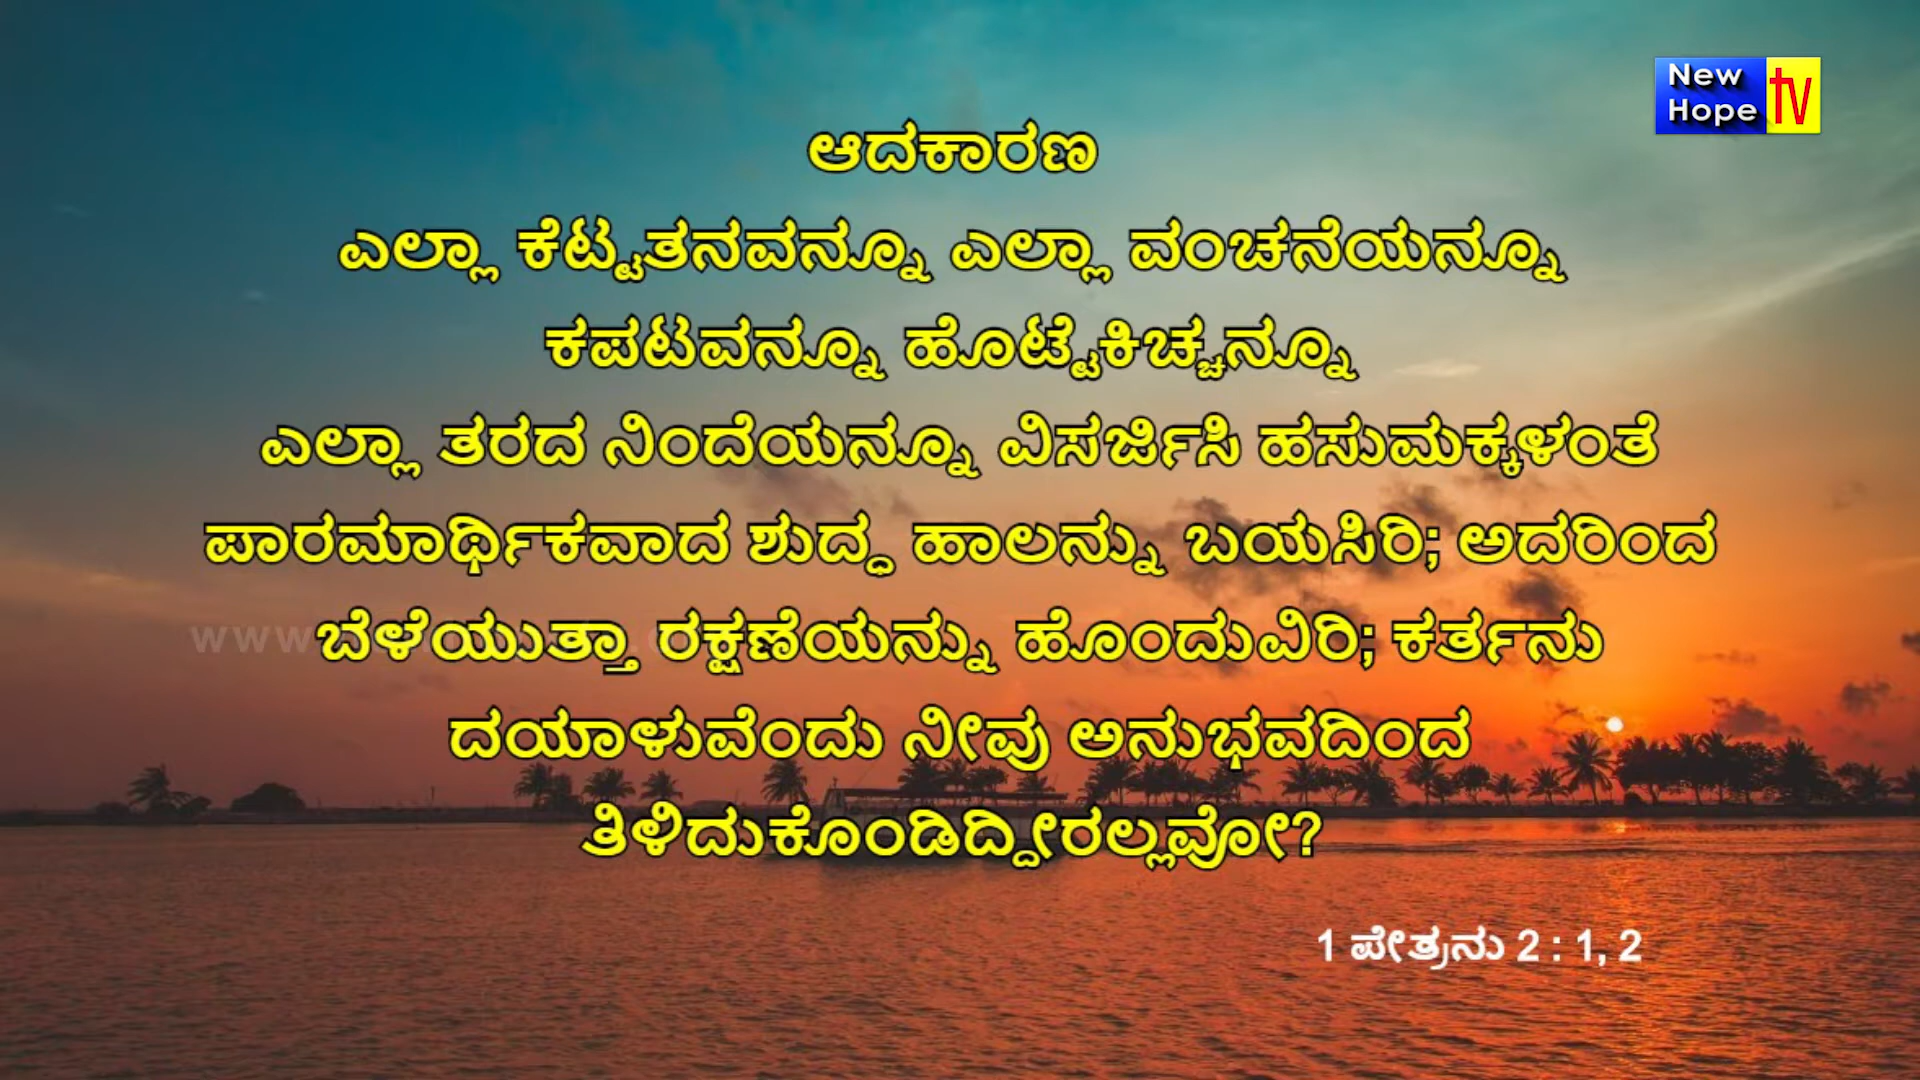 New
Hope
tv
ಆದಕಾರಣ
ಎಲ್ಲಾ ಕೆಟ್ಟತನವನ್ನೂ ಎಲ್ಲಾ ವಂಚನೆಯನ್ನೂ
ಕಪಟವನ್ನೂ ಹೊಟ್ಟೆಕಿಚ್ಚನ್ನೂ
ಎಲ್ಲಾ ತರದ ನಿಂದೆಯನ್ನೂ ವಿಸರ್ಜಿಸಿ ಹಸುಮಕ್ಕಳಂತೆ
ಪಾರಮಾರ್ಥಿಕವಾದ ಶುದ್ಧ ಹಾಲನ್ನು ಬಯಸಿರಿ; ಅದರಿಂದ
ಬೆಳೆಯುತ್ತಾ ರಕ್ಷಣೆಯನ್ನು ಹೊಂದುವಿರಿ; ಕರ್ತನು
ದಯಾಳುವೆಂದು ನೀವು ಅನುಭವದಿಂದ
ತಿಳಿದುಕೊಂಡಿದ್ದೀರಲ್ಲವೋ?
1 ಪೇತ್ರನು 2 : 1, 2